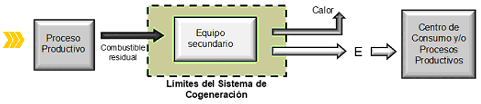 Proceso
Productivo
Combustible
residual
Equipo
secundario
Calor
E
Centro de
Consumo y/o
Procesos
Productivos
Límites del Sistema de
Cogeneración